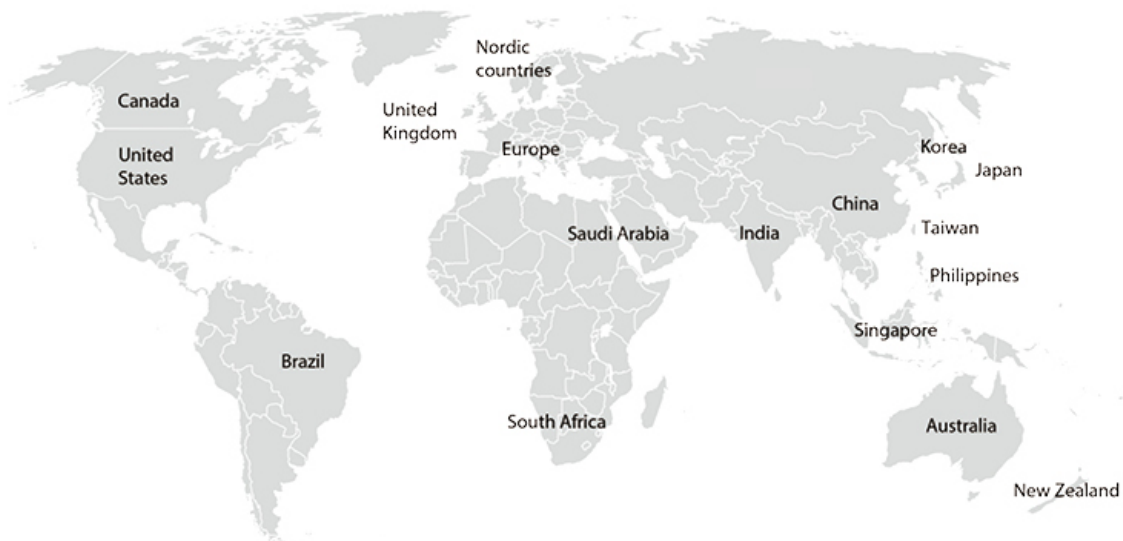 Nordic
countries
Canada
United
Kingdom
United
States
Europe
Korea
Japan
China
Saudi Arabia
India
Taiwan
Philippines
Singapore
Brazil
South Africa
Australia
New Zealand